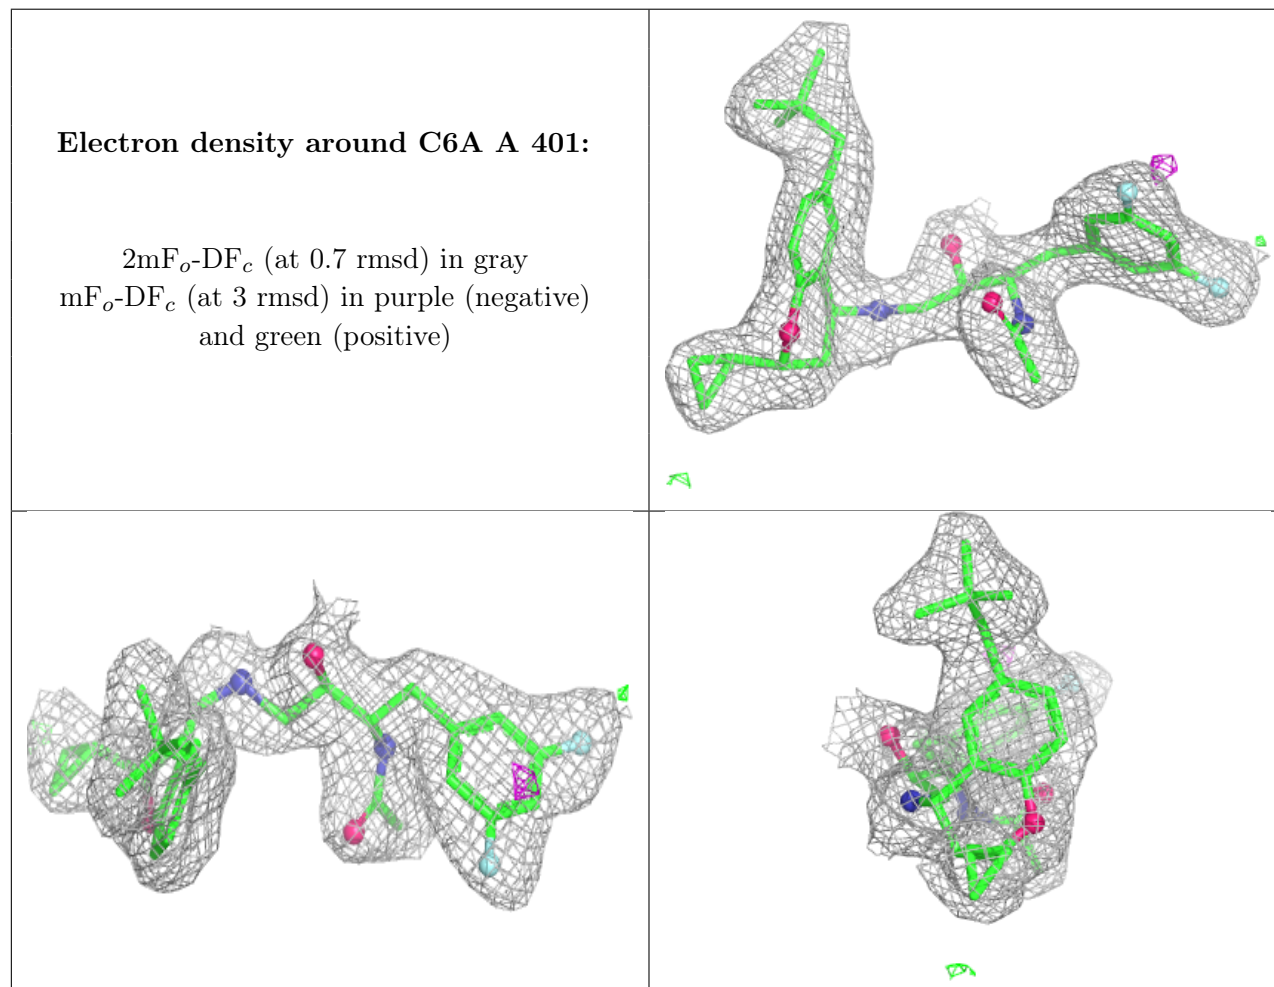 Electron density around C6A A 401:
2mFo-DFc (at 0.7 rmsd) in gray
mFo-DFc (at 3 rmsd) in purple (negative)
and green (positive)